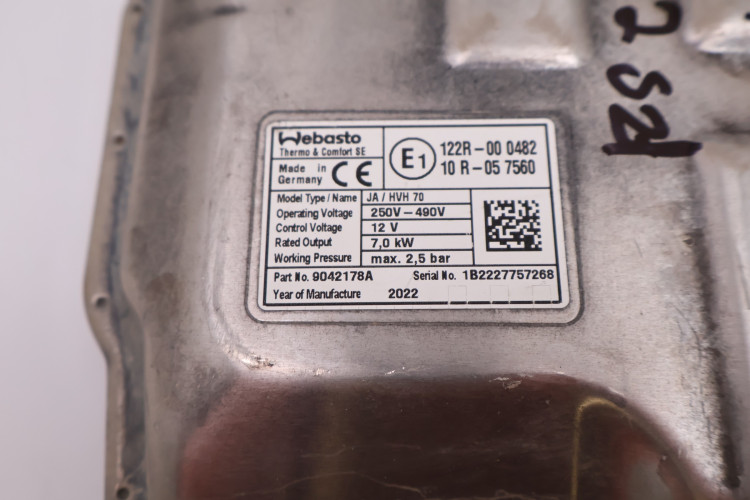 Webasto
Thermo & Comfort SE
Made in
Germany
CE
E1
122R-00 0482
10 R-05 7560
Model Type / Name JA / HVH 70
Operating Voltage 250V-490V
Control Voltage 12 V
Rated Output 7,0 kW
Working Pressure max. 2,5 bar
Part No. 9042178A Serial No. 1B2227757268
Year of Manufacture 2022